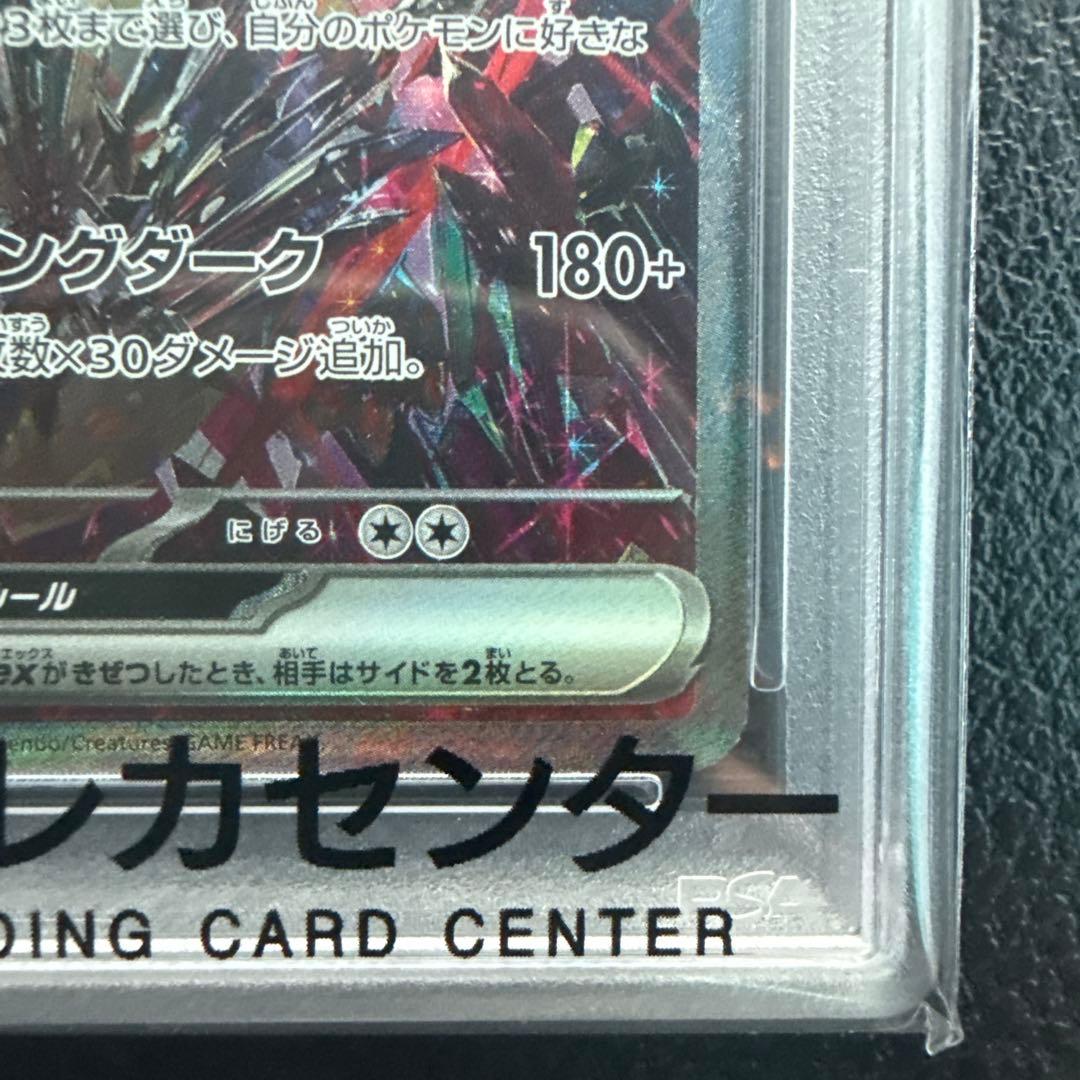 3枚まで選び、自分のポケモンに好きな
ングダーク 180+
数×30ダメージ追加。
にげる
ルール
exがきぜつしたとき、相手はサイドを2枚とる。
endo/Creatures/GAME FREAK
レカセンター
PSA
DING CARD CENTER